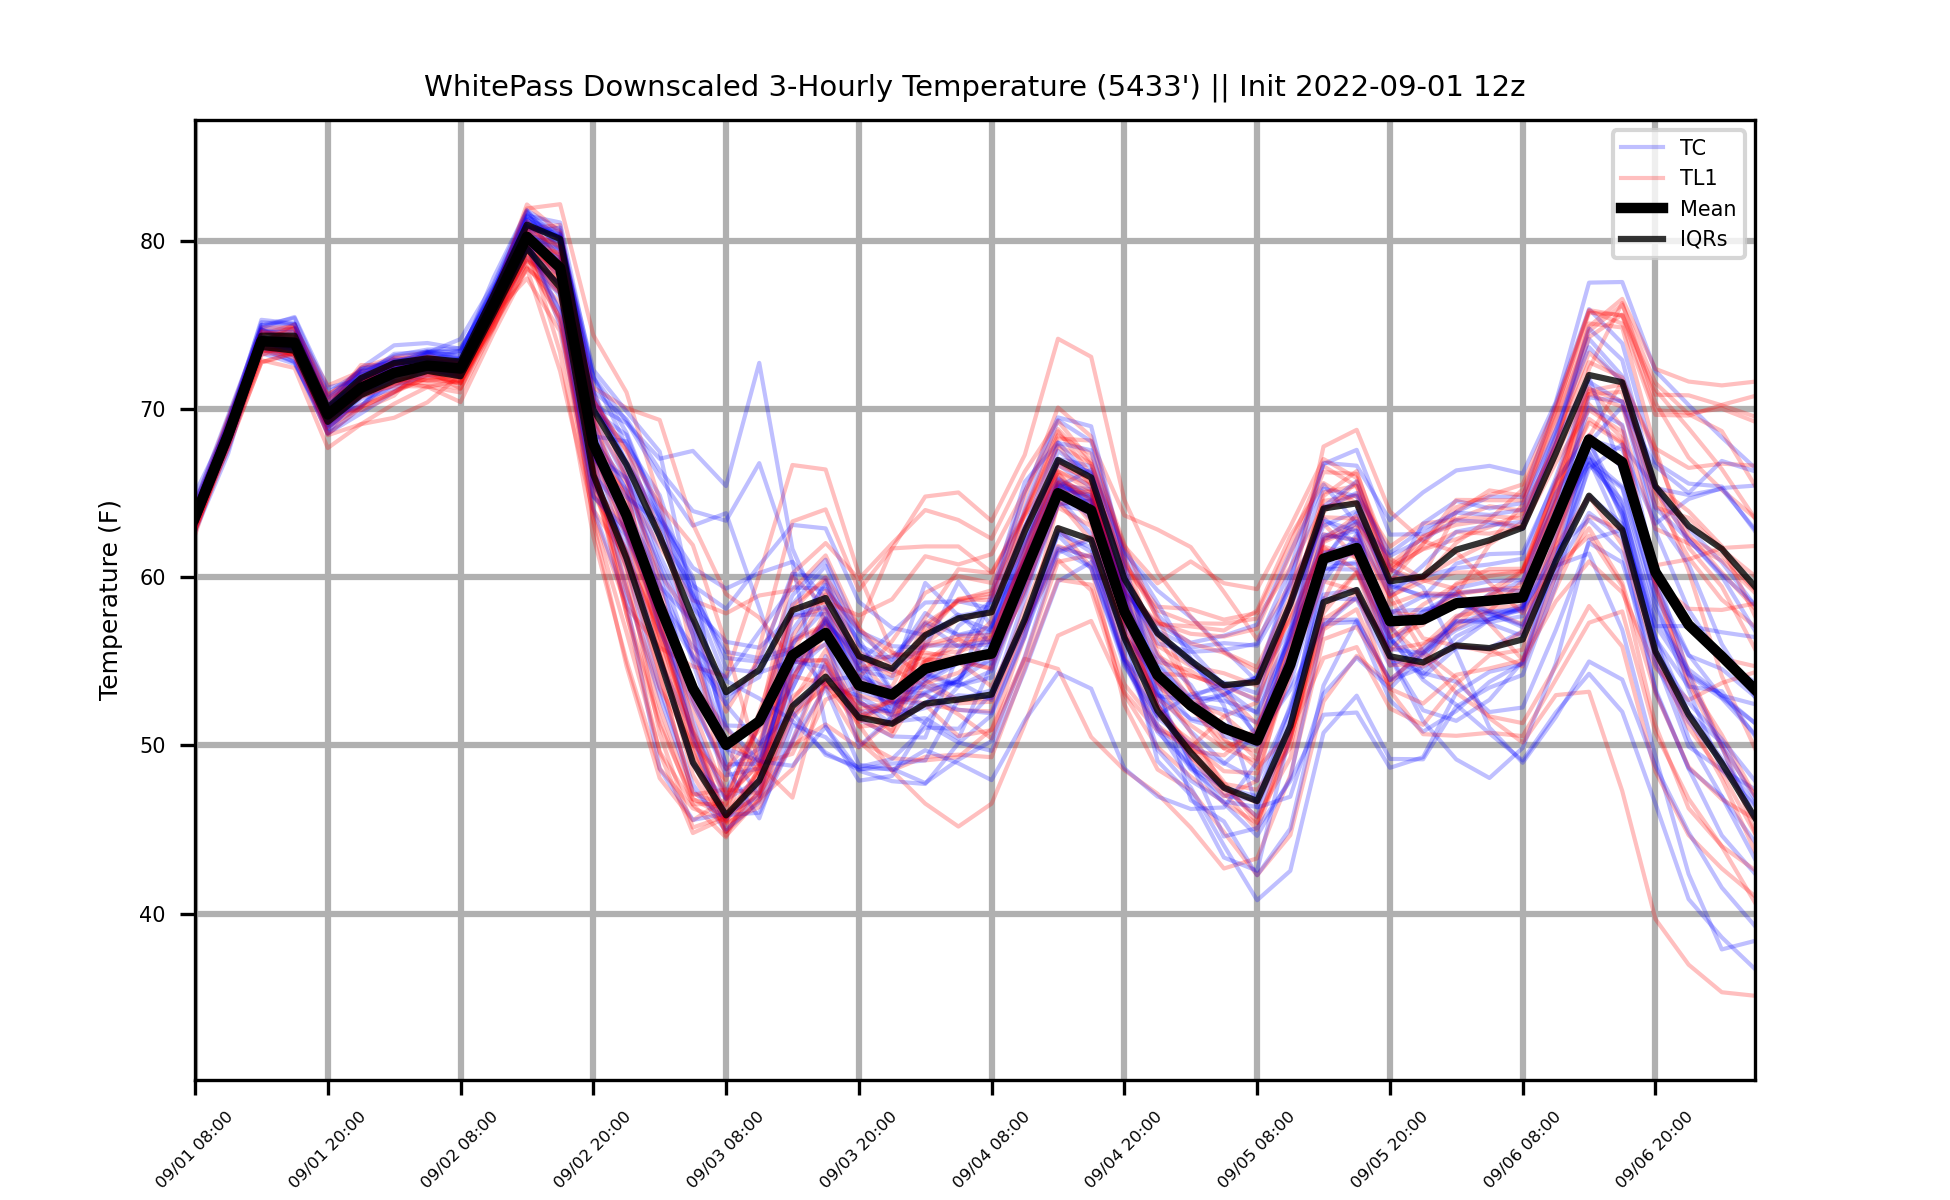 WhitePass Downscaled 3-Hourly Temperature (5433') || Init 2022-09-01 12z
TC
TL1
Mean
IQRs
Temperature (F)
80
70
60
50
40
09/01 08:00
09/01 20:00
09/02 08:00
09/02 20:00
09/03 08:00
09/03 20:00
09/04 08:00
09/04 20:00
09/05 08:00
09/05 20:00
09/06 08:00
09/06 20:00